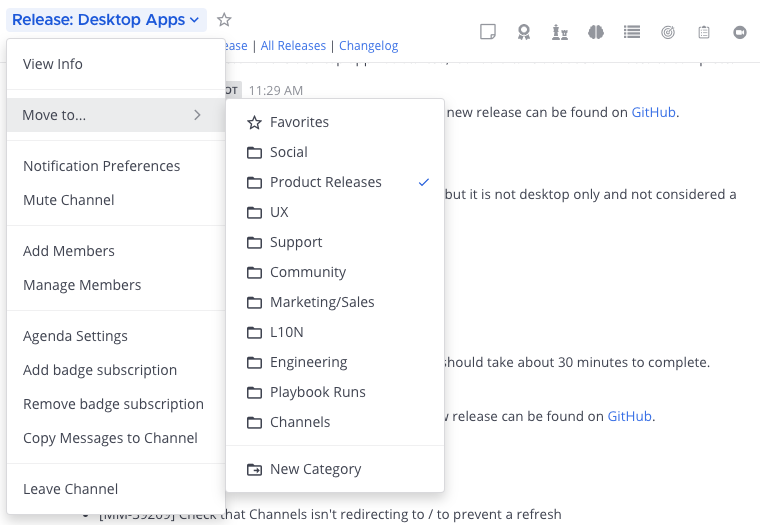 Release: Desktop Apps
ease | All Releases | Changelog
View Info
OT 11:29 AM
Move to...
new release can be found on GitHub.
Favorites
Social
Notification Preferences
Product Releases
but it is not desktop only and not considered a
Mute Channel
UX
Support
Add Members
Community
Manage Members
Marketing/Sales
Agenda Settings
L10N
Engineering
should take about 30 minutes to complete.
Add badge subscription
Playbook Runs
Remove badge subscription
Channels
w release can be found on GitHub.
Copy Messages to Channel
New Category
Leave Channel
[MM-39269] Check that Channels isn't redirecting to / to prevent a refresh